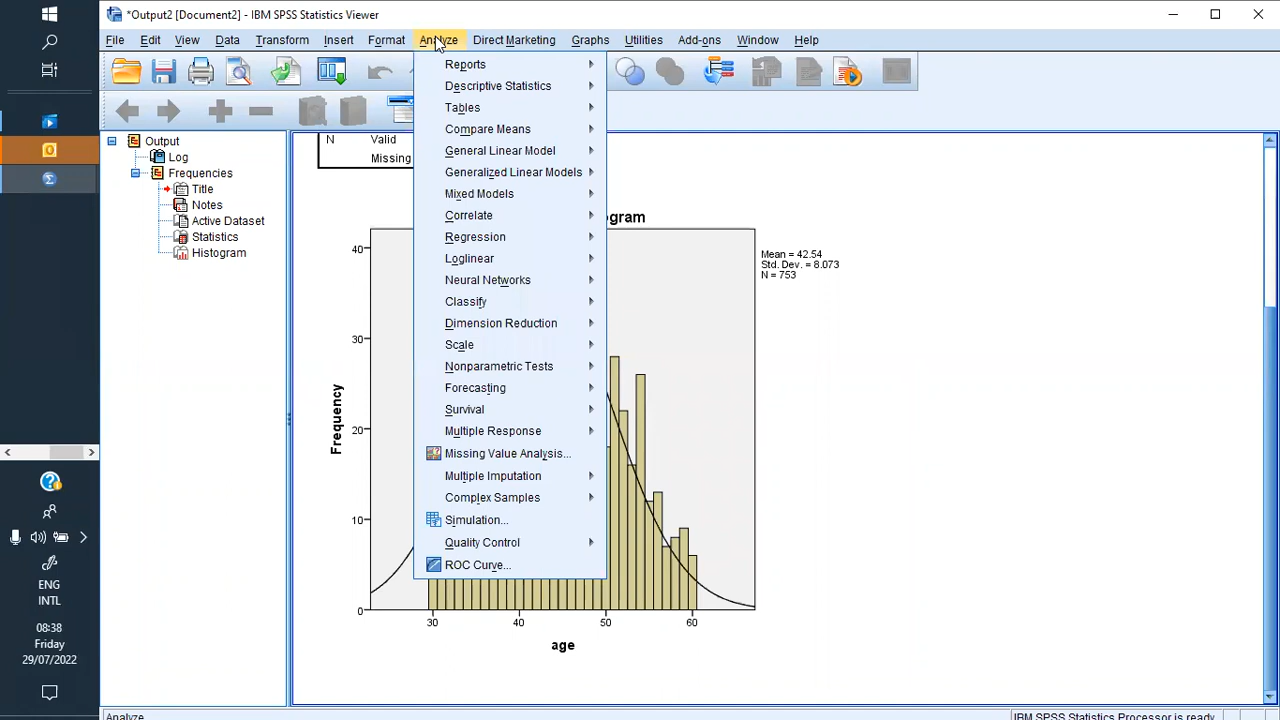 *Output2 [Document2] - IBM SPSS Statistics Viewer
File Edit View Data Transform Insert Format Analyze Direct Marketing Graphs Utilities Add-ons Window Help
Reports
Descriptive Statistics
Tables
Compare Means
General Linear Model
Generalized Linear Models
Mixed Models
Correlate
Regression
Loglinear
Neural Networks
Classify
Dimension Reduction
Scale
Nonparametric Tests
Forecasting
Survival
Multiple Response
Missing Value Analysis...
Multiple Imputation
Complex Samples
Simulation...
Quality Control
ROC Curve...
Output
Log
Frequencies
Title
Notes
Active Dataset
Statistics
Histogram
N Valid
Missing
ogram
Mean = 42.54
Std. Dev. = 8.073
N = 753
40
30
20
10
0
Frequency
30 40 50 60
age
ENG
INTL
08:38
Friday
29/07/2022
Analyze
IBM SPSS Statistics Processor is ready